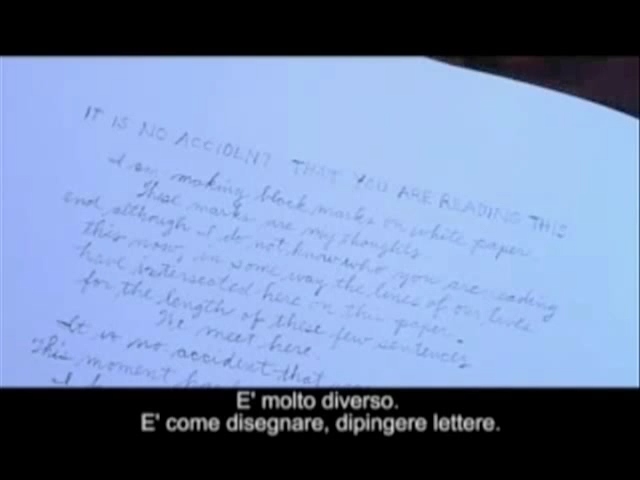 IT IS NO ACCIDENT THAT YOU ARE READING THIS
I am making black marks on white paper.
These marks are my thoughts
and although I do not know who you are reading
this now, in some way the lines of our lives
have intersected here on this paper.
for the length of these few sentences
We meet here.
It is no accident that
This moment
E' molto diverso.
E' come disegnare, dipingere lettere.